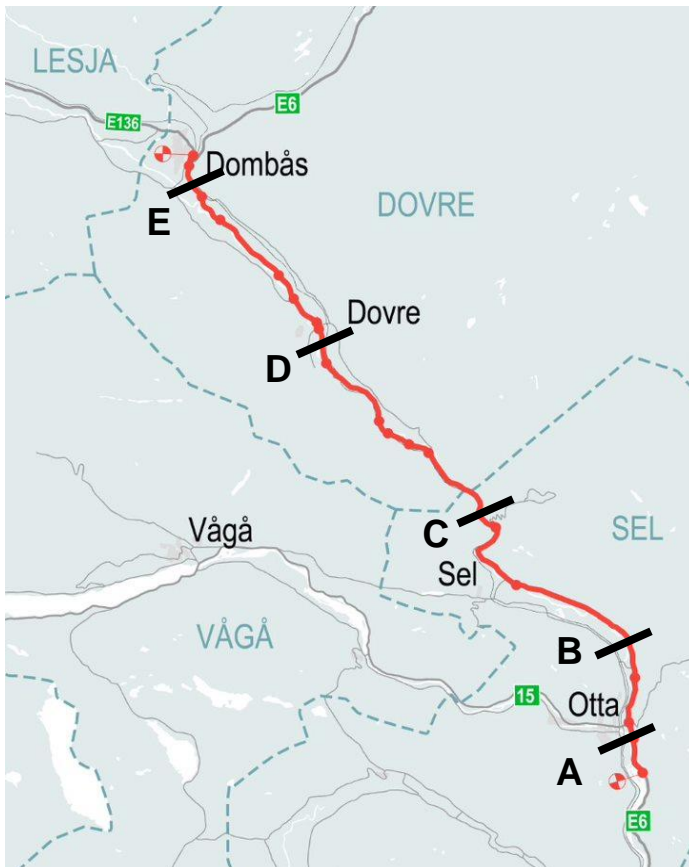 LESJA
E6
E136
Dombås
DOVRE
E
Dovre
D
C
SEL
Vågå
Sel
VÅGÅ
B
15
Otta
A
E6